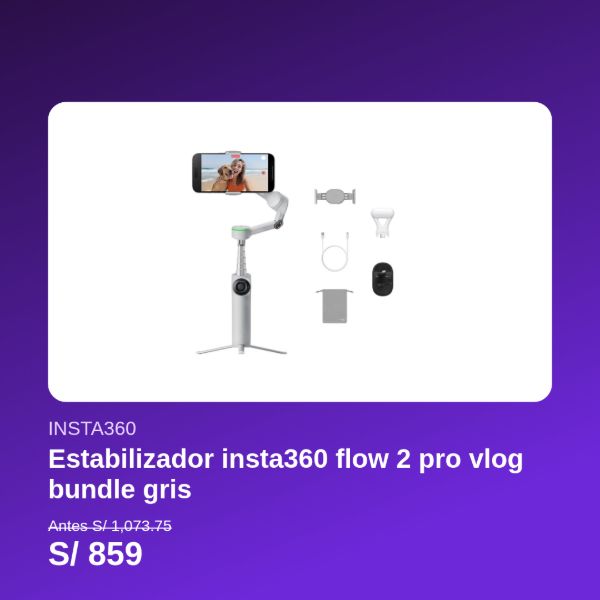 INSTA360
Estabilizador insta360 flow 2 pro vlog
bundle gris
Antes S/ 1,073.75
S/ 859